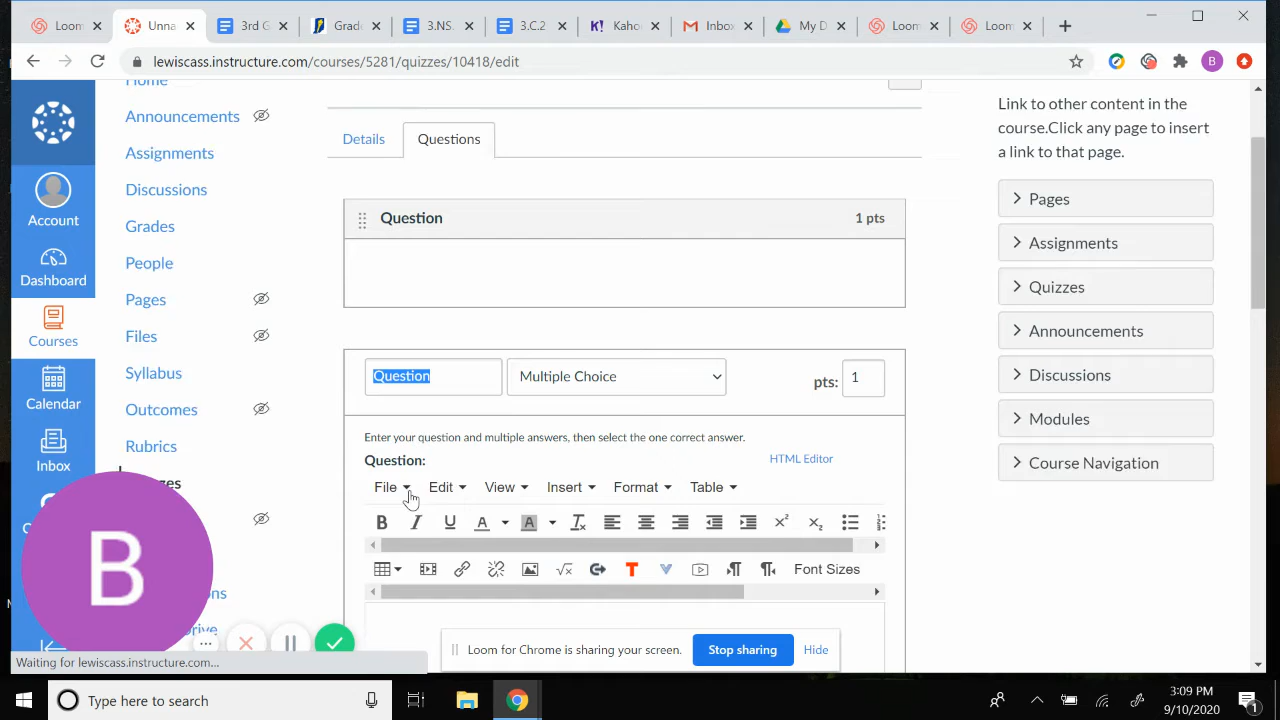 Loom
Unna
3rd G
Grade
3.NS.
3.C.2
Kaho
Inbox
My D
Loom
Loom
lewiscass.instructure.com/courses/5281/quizzes/10418/edit
B
Account
Dashboard
Courses
Calendar
Inbox
Home
Announcements
Assignments
Discussions
Grades
People
Pages
Files
Syllabus
Outcomes
Rubrics
B
Details
Questions
Question
1 pts
Question
Multiple Choice
pts:
1
Enter your question and multiple answers, then select the one correct answer.
Question:
HTML Editor
File
Edit
View
Insert
Format
Table
B
I
U
A
A
Font Sizes
Link to other content in the
course.Click any page to insert
a link to that page.
Pages
Assignments
Quizzes
Announcements
Discussions
Modules
Course Navigation
Loom for Chrome is sharing your screen.
Stop sharing
Hide
Waiting for lewiscass.instructure.com...
Type here to search
3:09 PM
9/10/2020
1